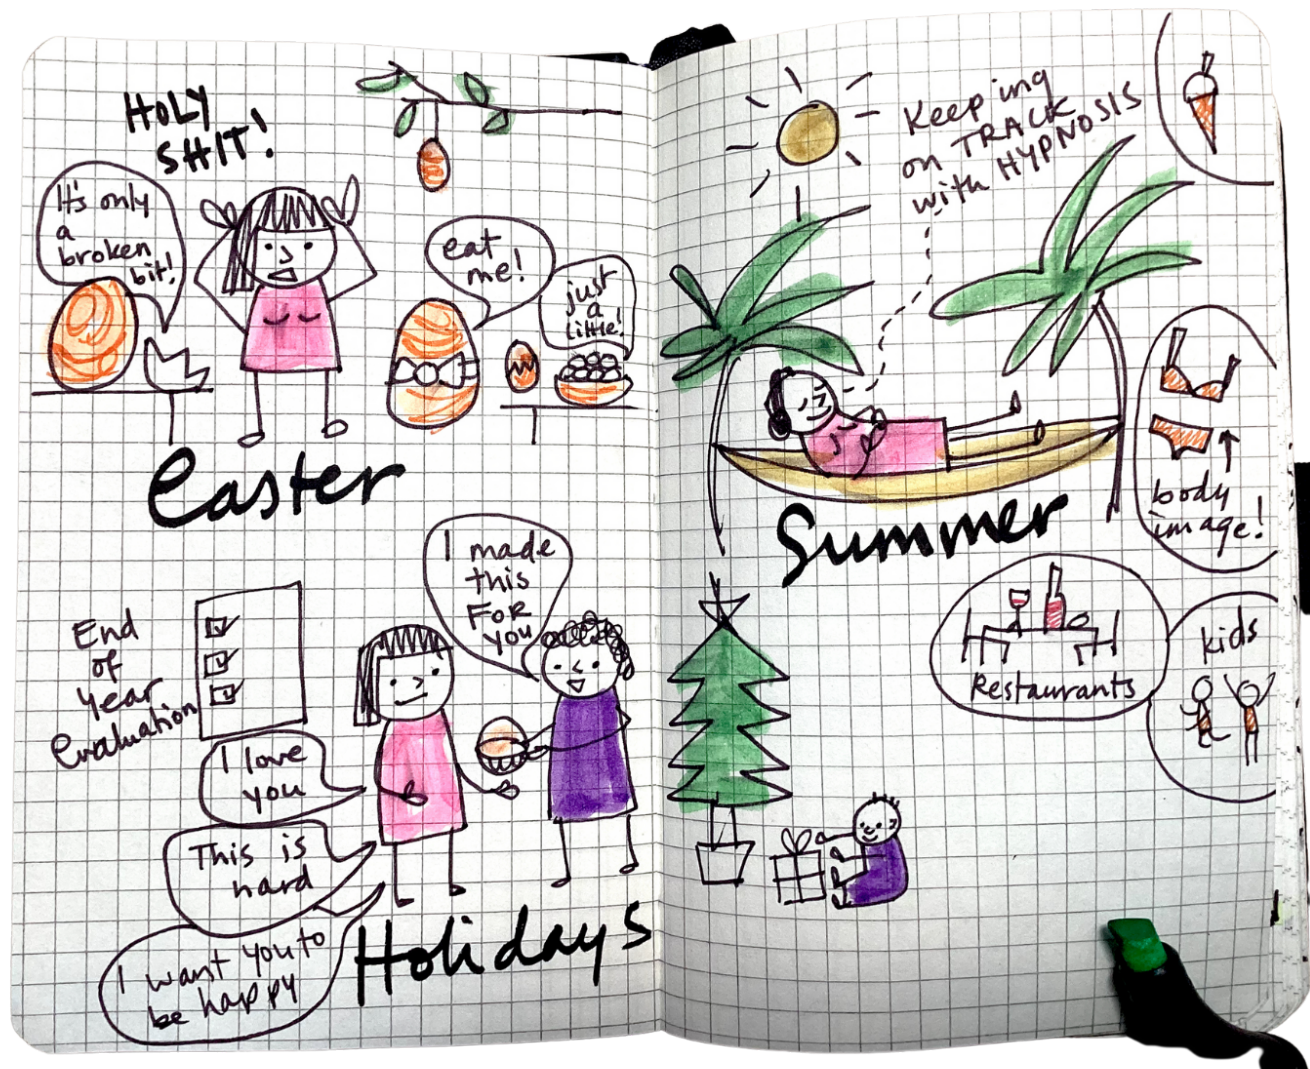 HOLY
SHIT!
It's only
a
broken
bit!
eat
me!
just
a
little!
Easter
Keeping
on TRACK
with HYPNOSIS
body
image!
Summer
Restaurants
kids
End
of
year
evaluation
I made
this
FOR
you
I love
you
This is
hard
I want you to
be happy
Holidays